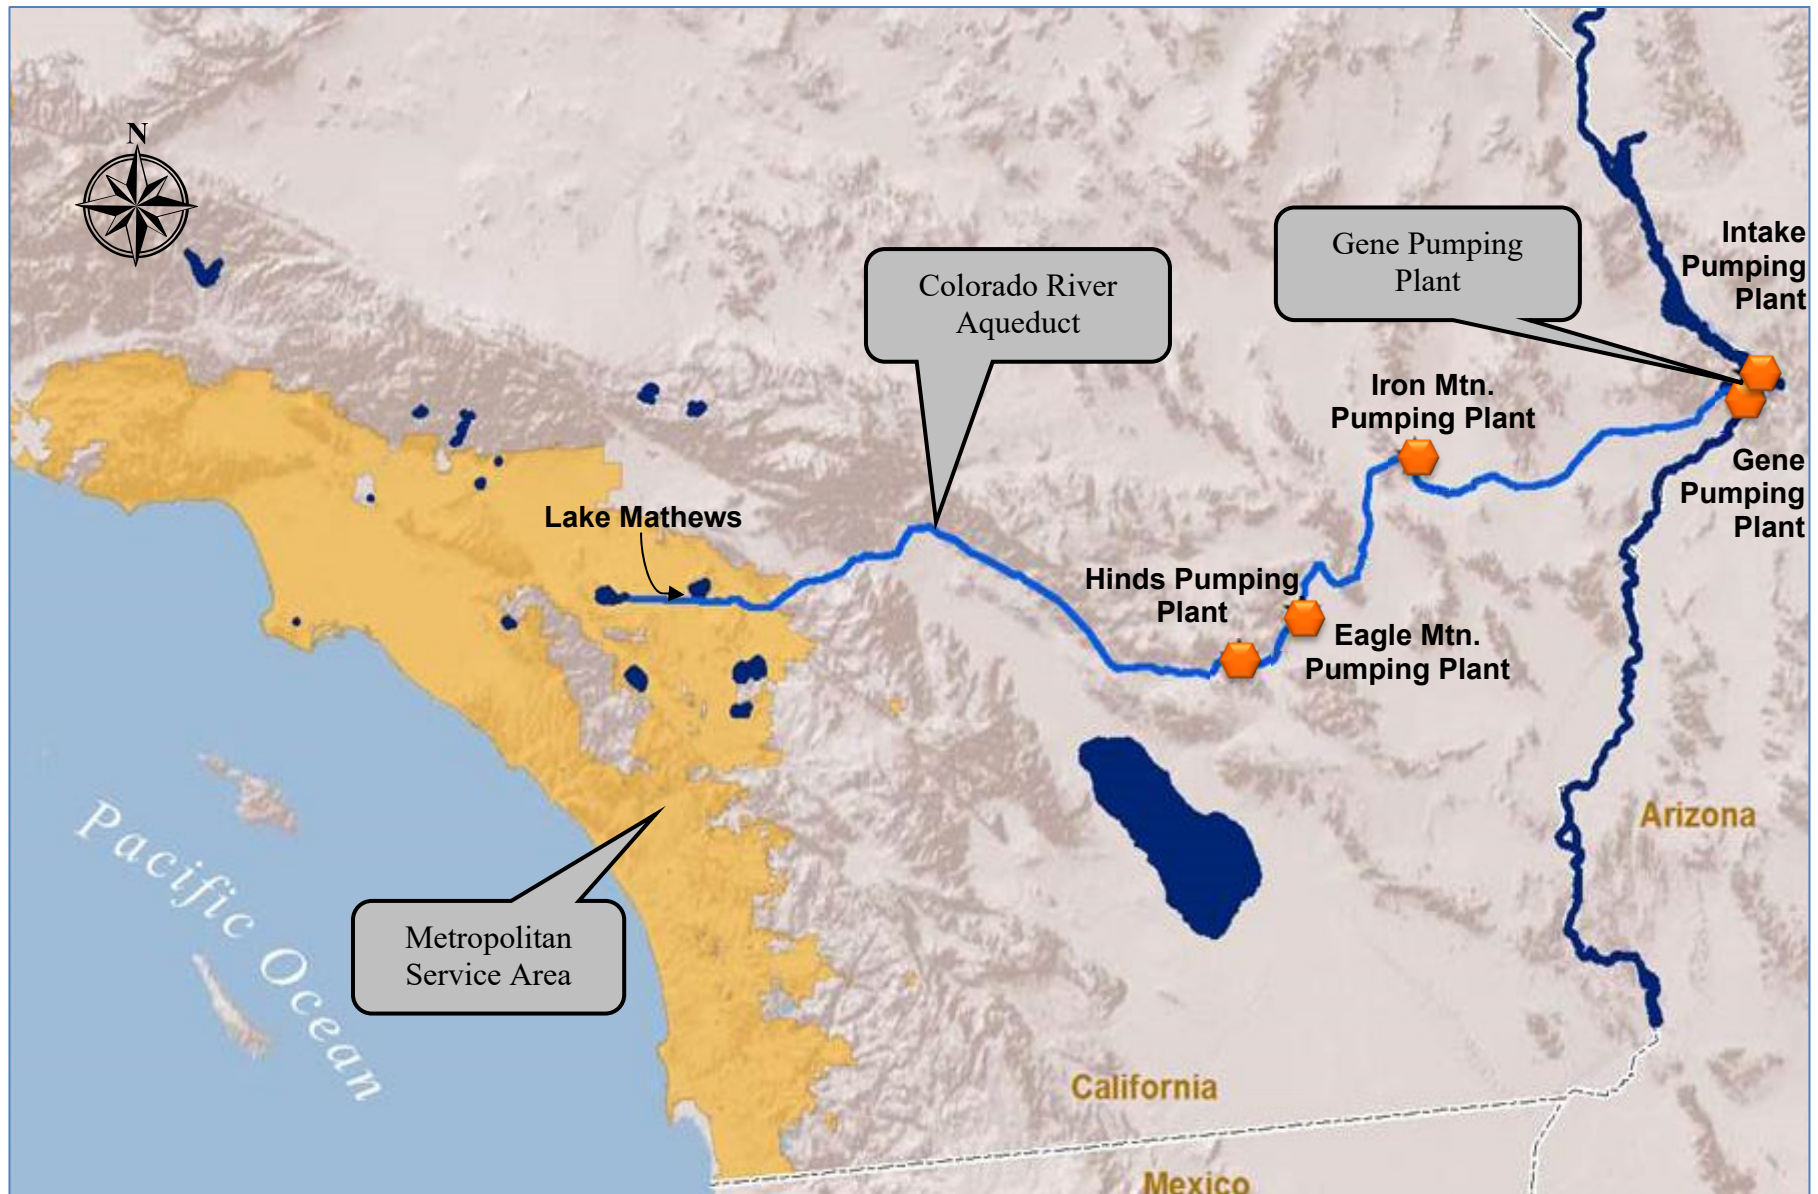 N
Intake
Pumping
Plant
Gene Pumping
Plant
Colorado River
Aqueduct
Iron Mtn.
Pumping Plant
Gene
Pumping
Plant
Lake Mathews
Hinds Pumping
Plant
Eagle Mtn.
Pumping Plant
Arizona
Pacific Ocean
Metropolitan
Service Area
California
Mexico